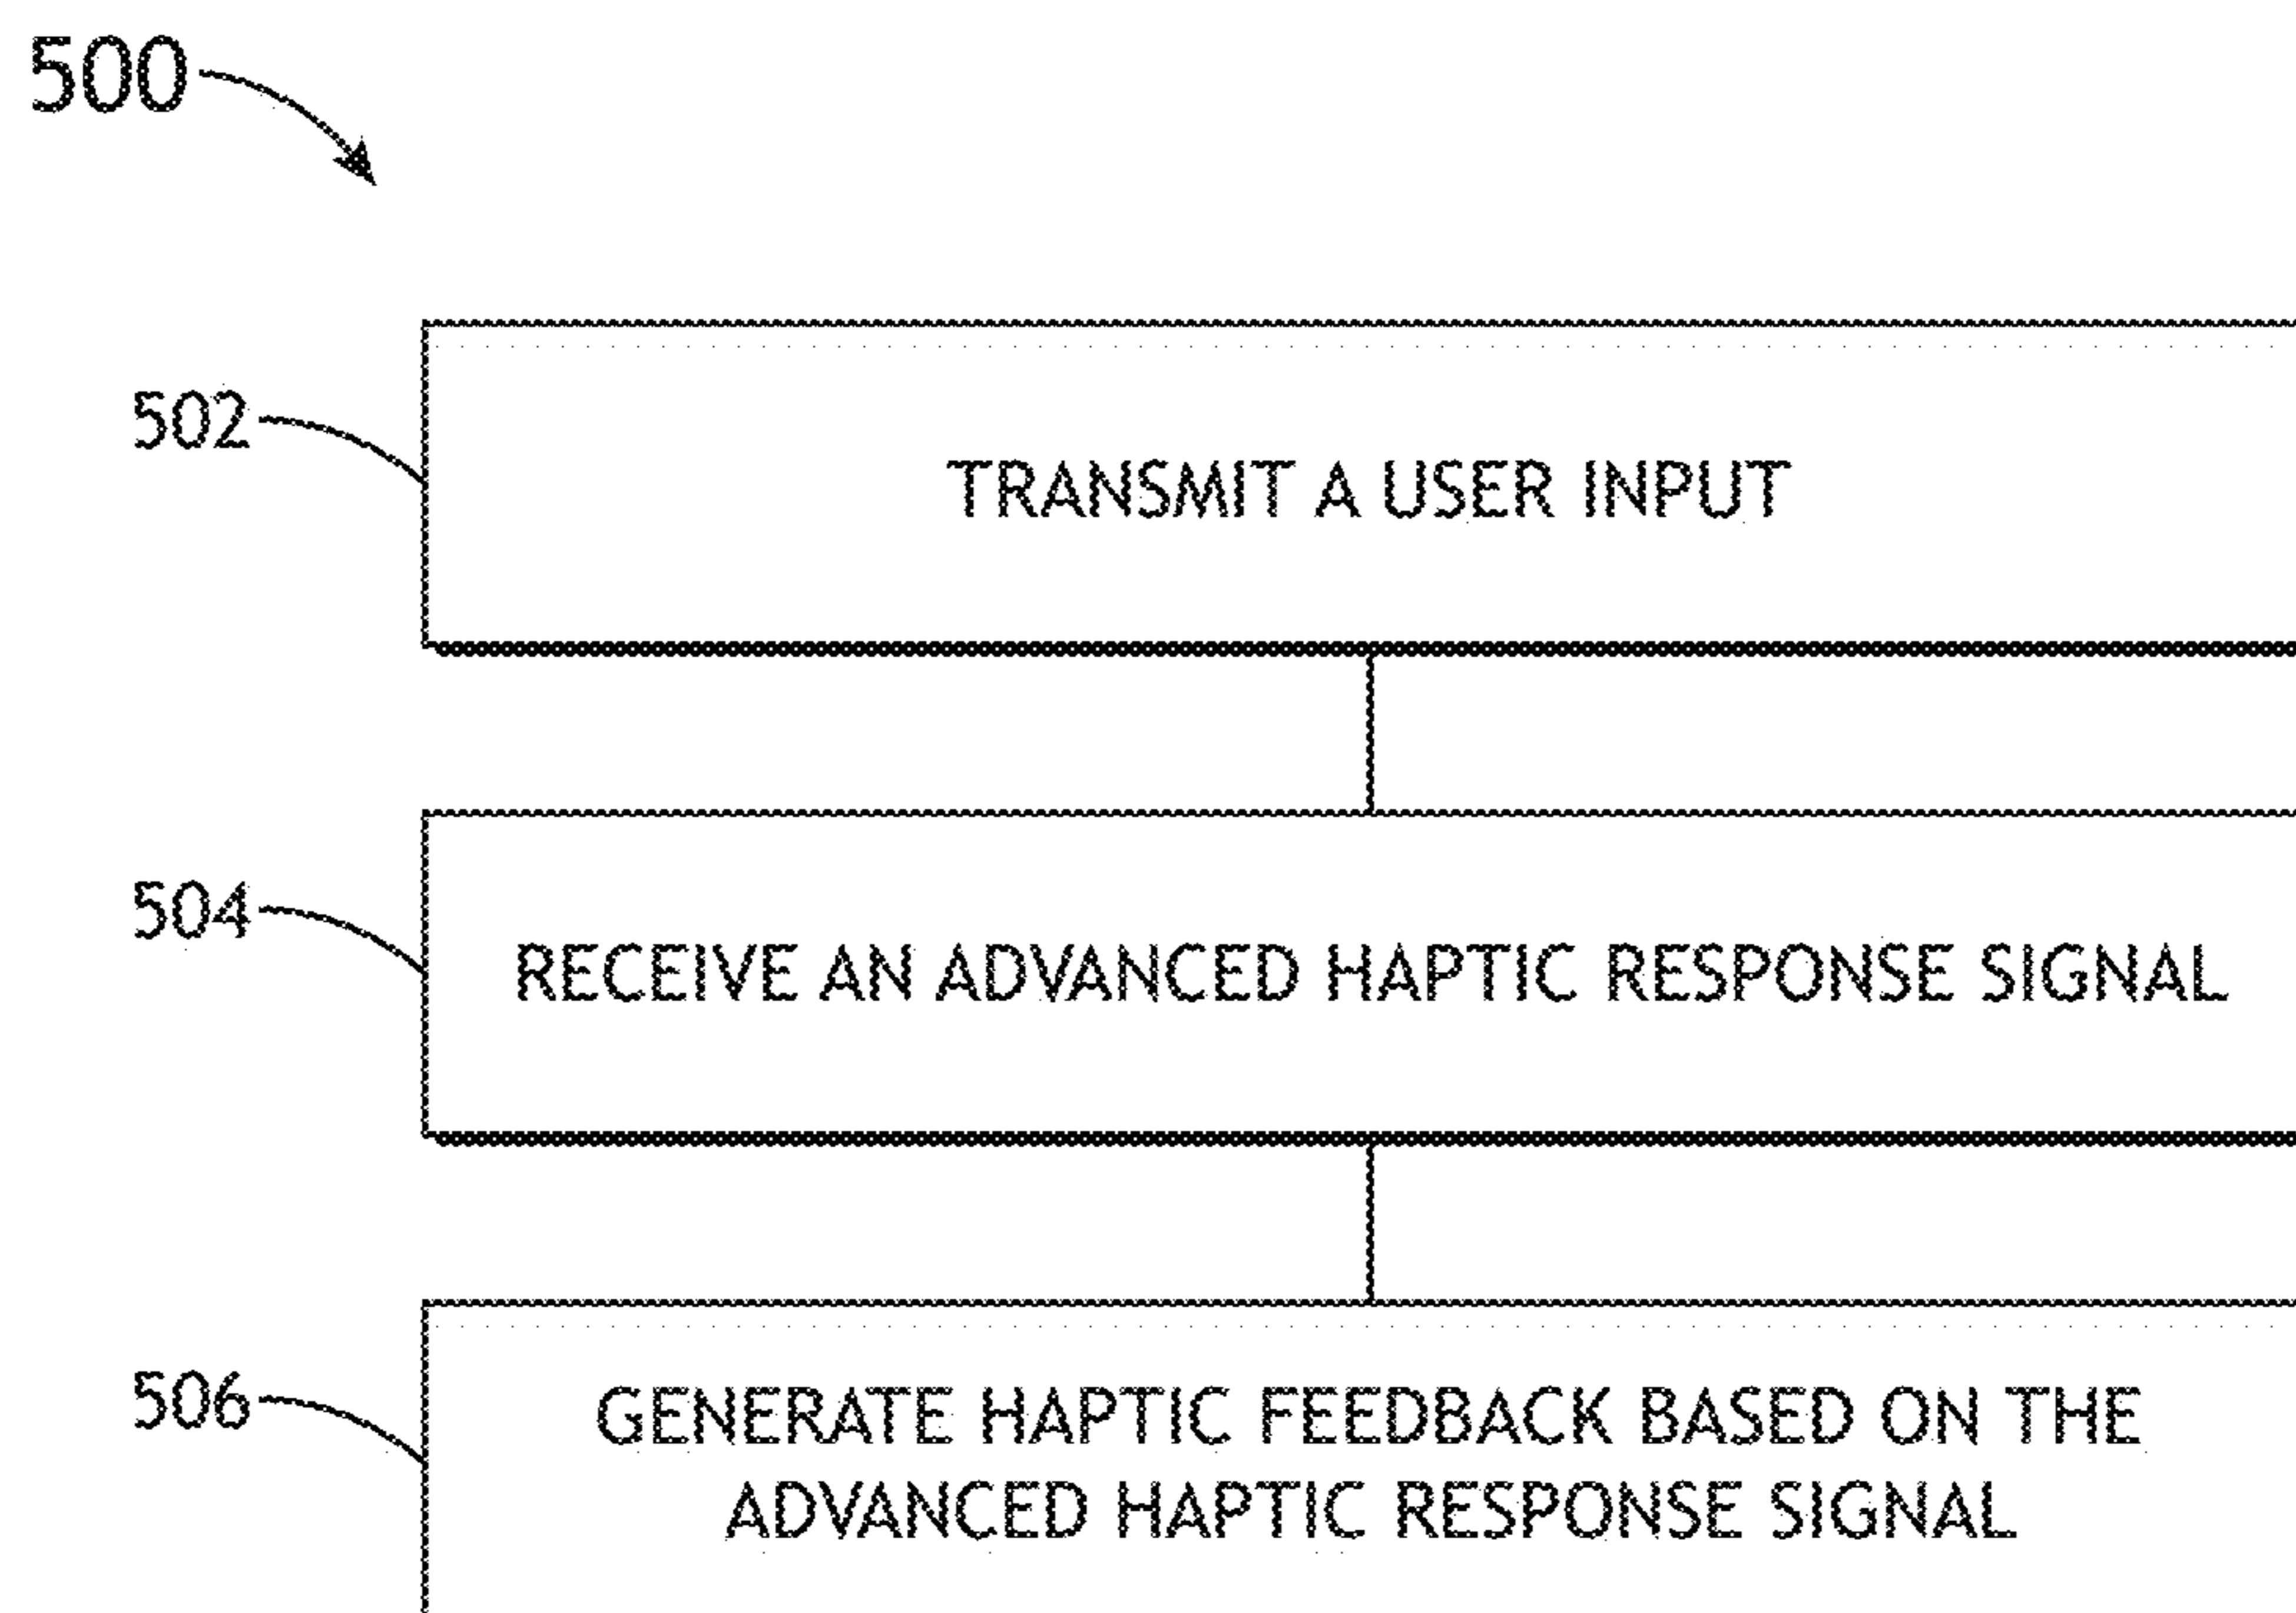 500
502
TRANSMIT A USER INPUT
504
RECEIVE AN ADVANCED HAPTIC RESPONSE SIGNAL
506
GENERATE HAPTIC FEEDBACK BASED ON THE
ADVANCED HAPTIC RESPONSE SIGNAL